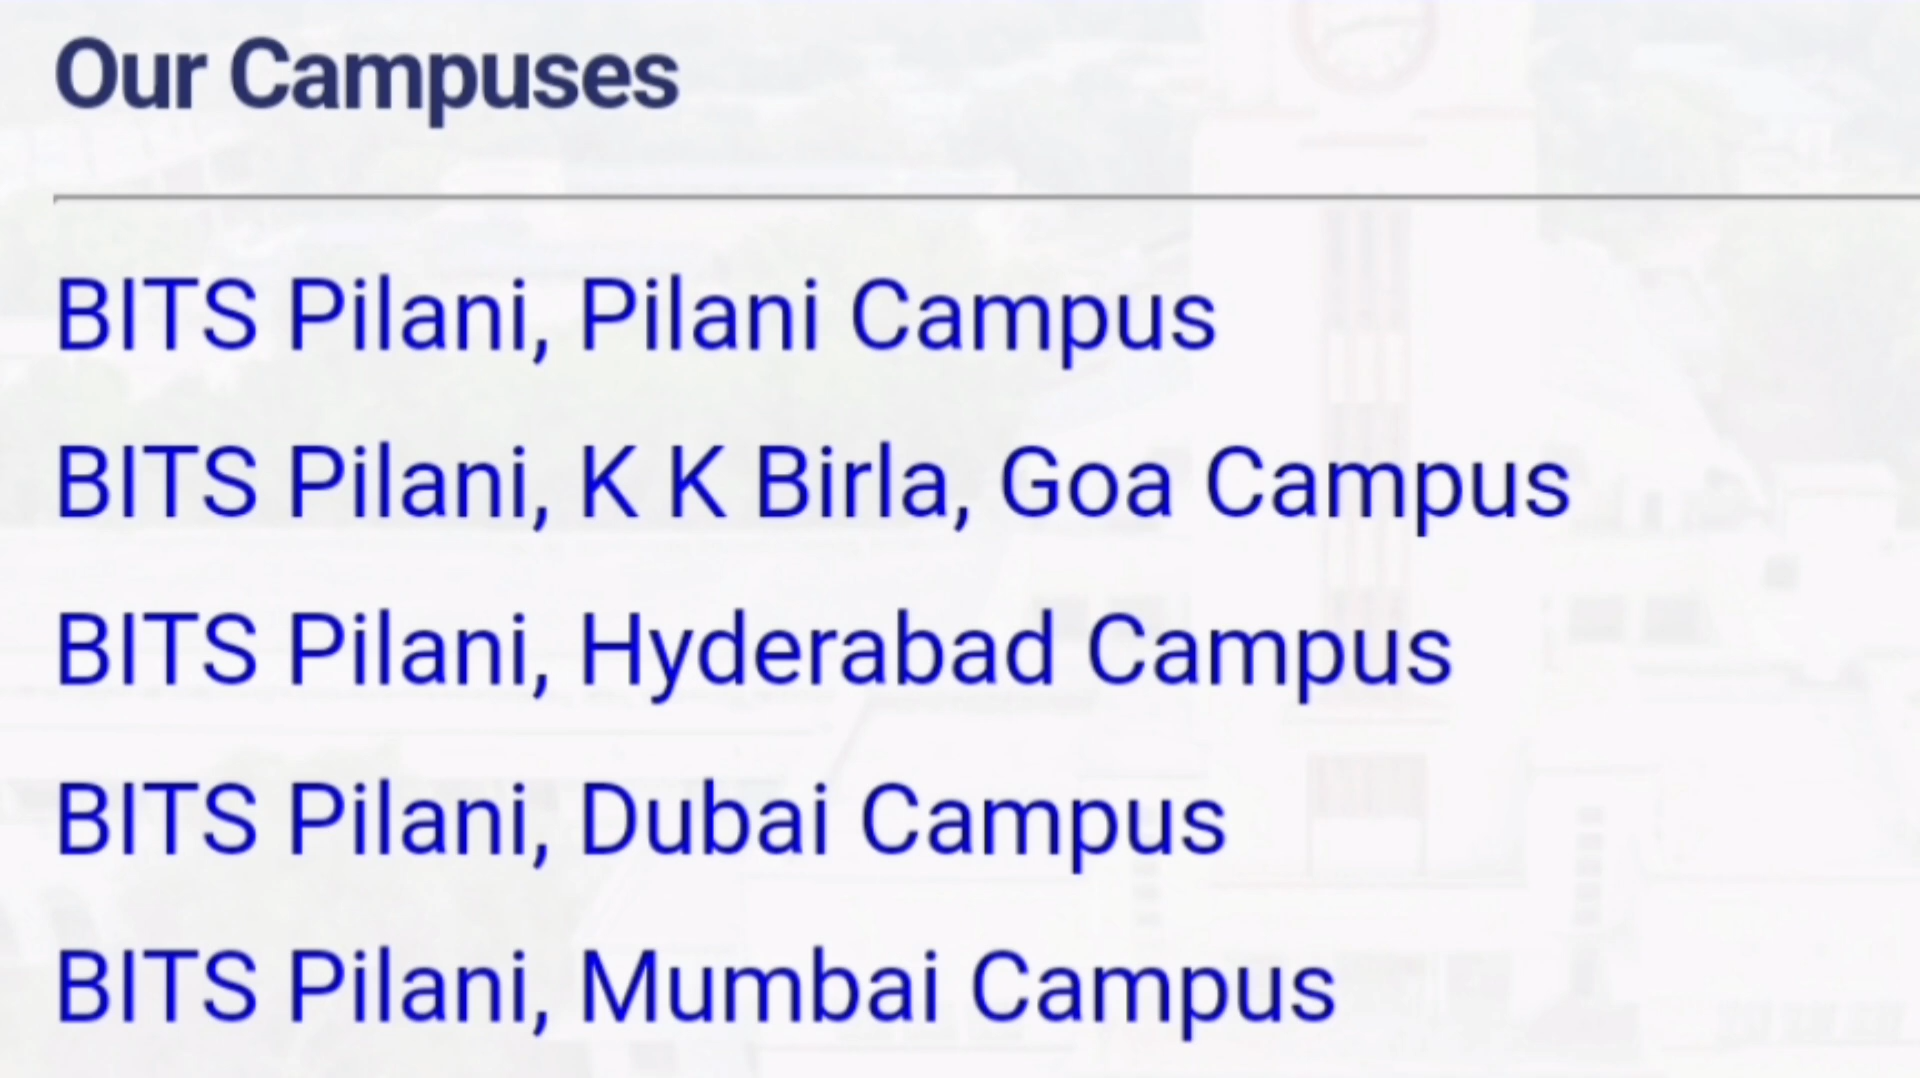 Our Campuses
BITS Pilani, Pilani Campus
BITS Pilani, K K Birla, Goa Campus
BITS Pilani, Hyderabad Campus
BITS Pilani, Dubai Campus
BITS Pilani, Mumbai Campus